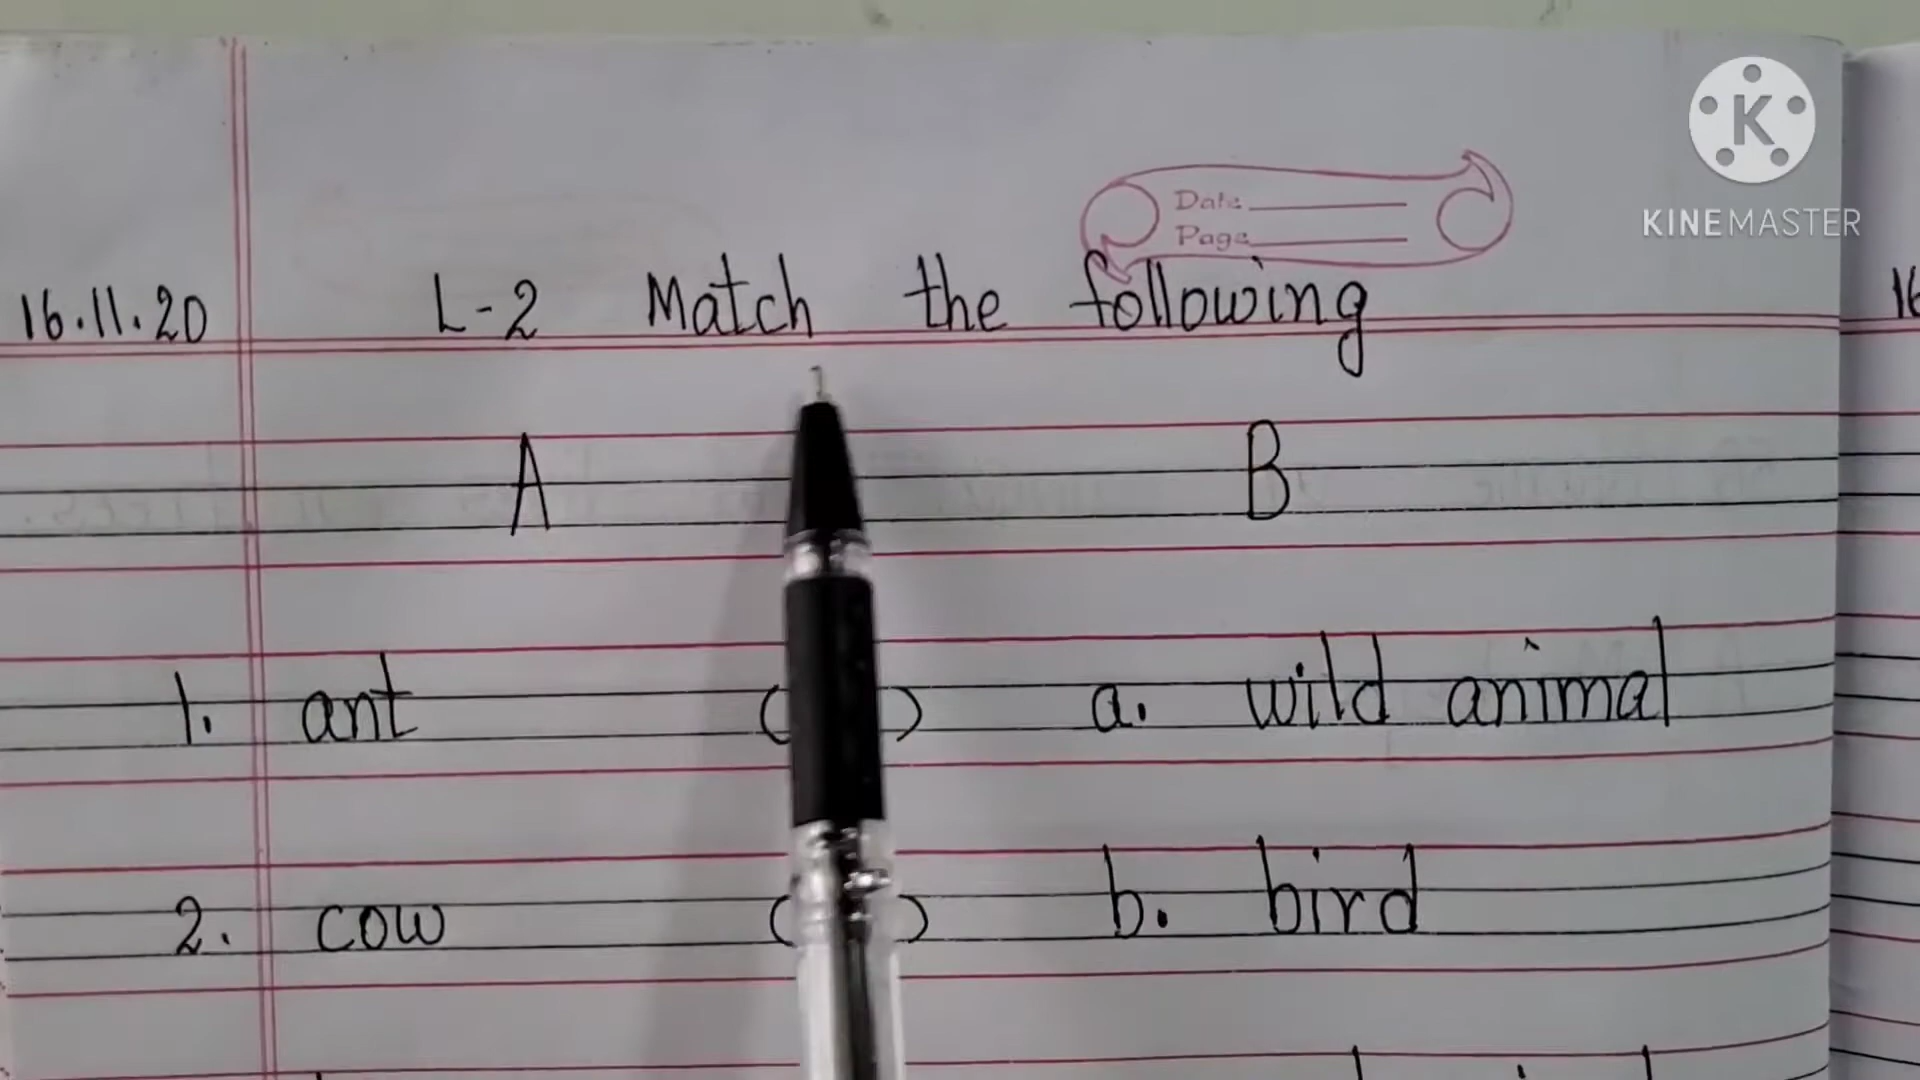 K
KINEMASTER
Date
Page
16.11.20 L-2 Match the following
A B
1. ant ( ) a. wild animal
2. cow ( ) b. bird